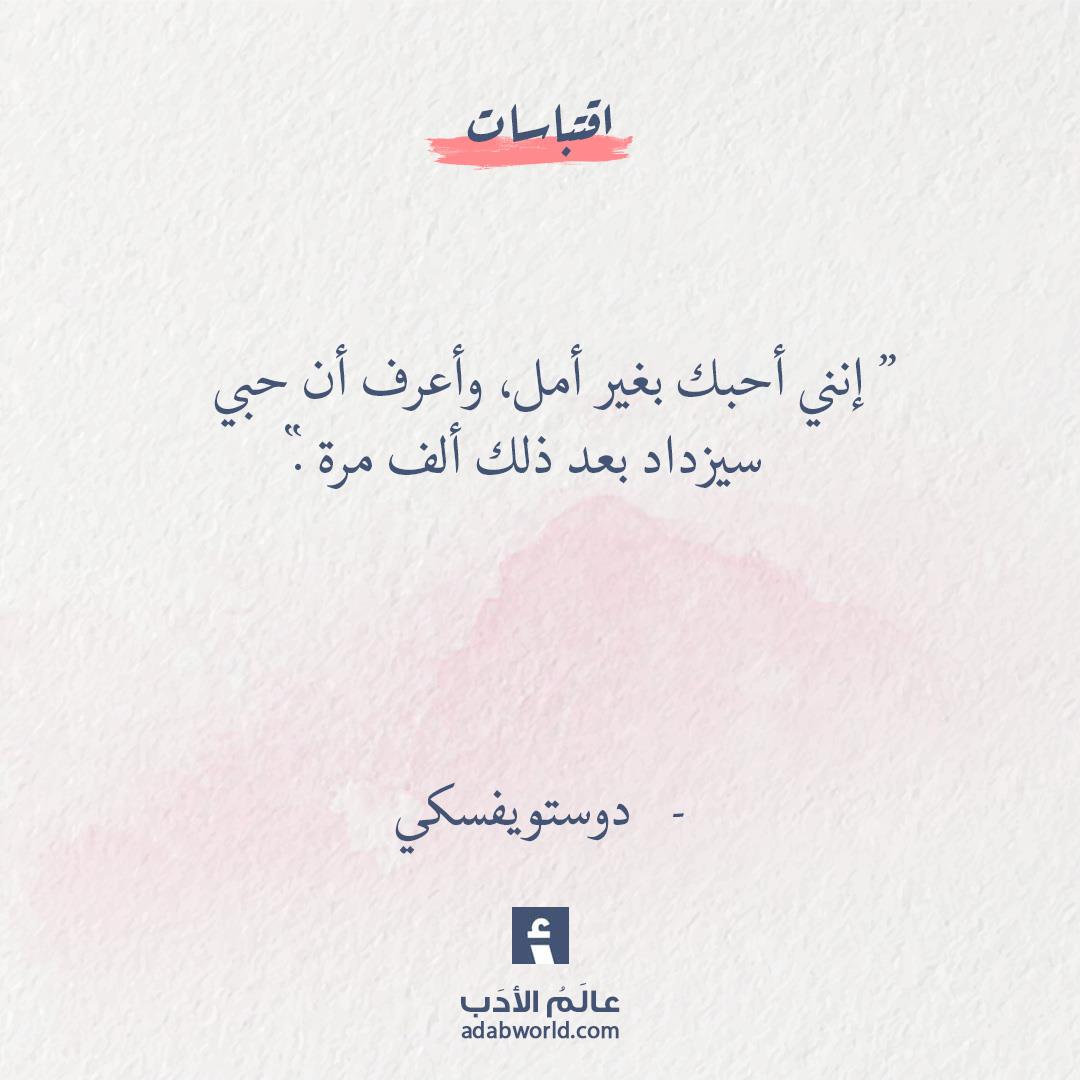 اقتباسات
” إنني أحبك بغير أمل، وأعرف أن حبي
سيزداد بعد ذلك ألف مرة .“
- دوستويفسكي
أ
عالَمُ الأدَب
adabworld.com